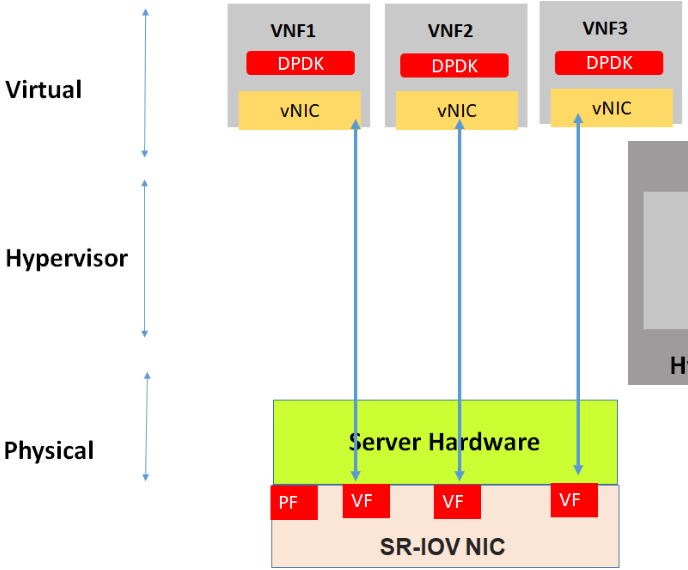 VNF1
VNF2
VNF3
DPDK
DPDK
DPDK
Virtual
vNIC
vNIC
vNIC
Hypervisor
Physical
Server Hardware
PF
VF
VF
VF
SR-IOV NIC